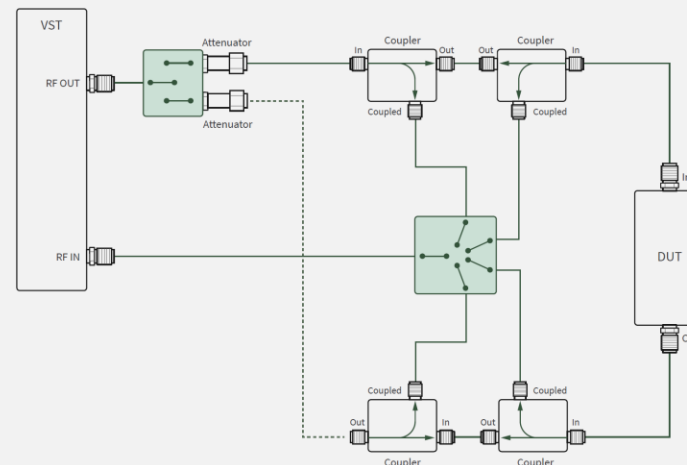 VST
Attenuator
Coupler
Coupler
In
Out
Out
In
RF OUT
Coupled
Coupled
Attenuator
In
RF IN
DUT
Coupled
Coupled
Out
In
Out
In
Coupler
Coupler